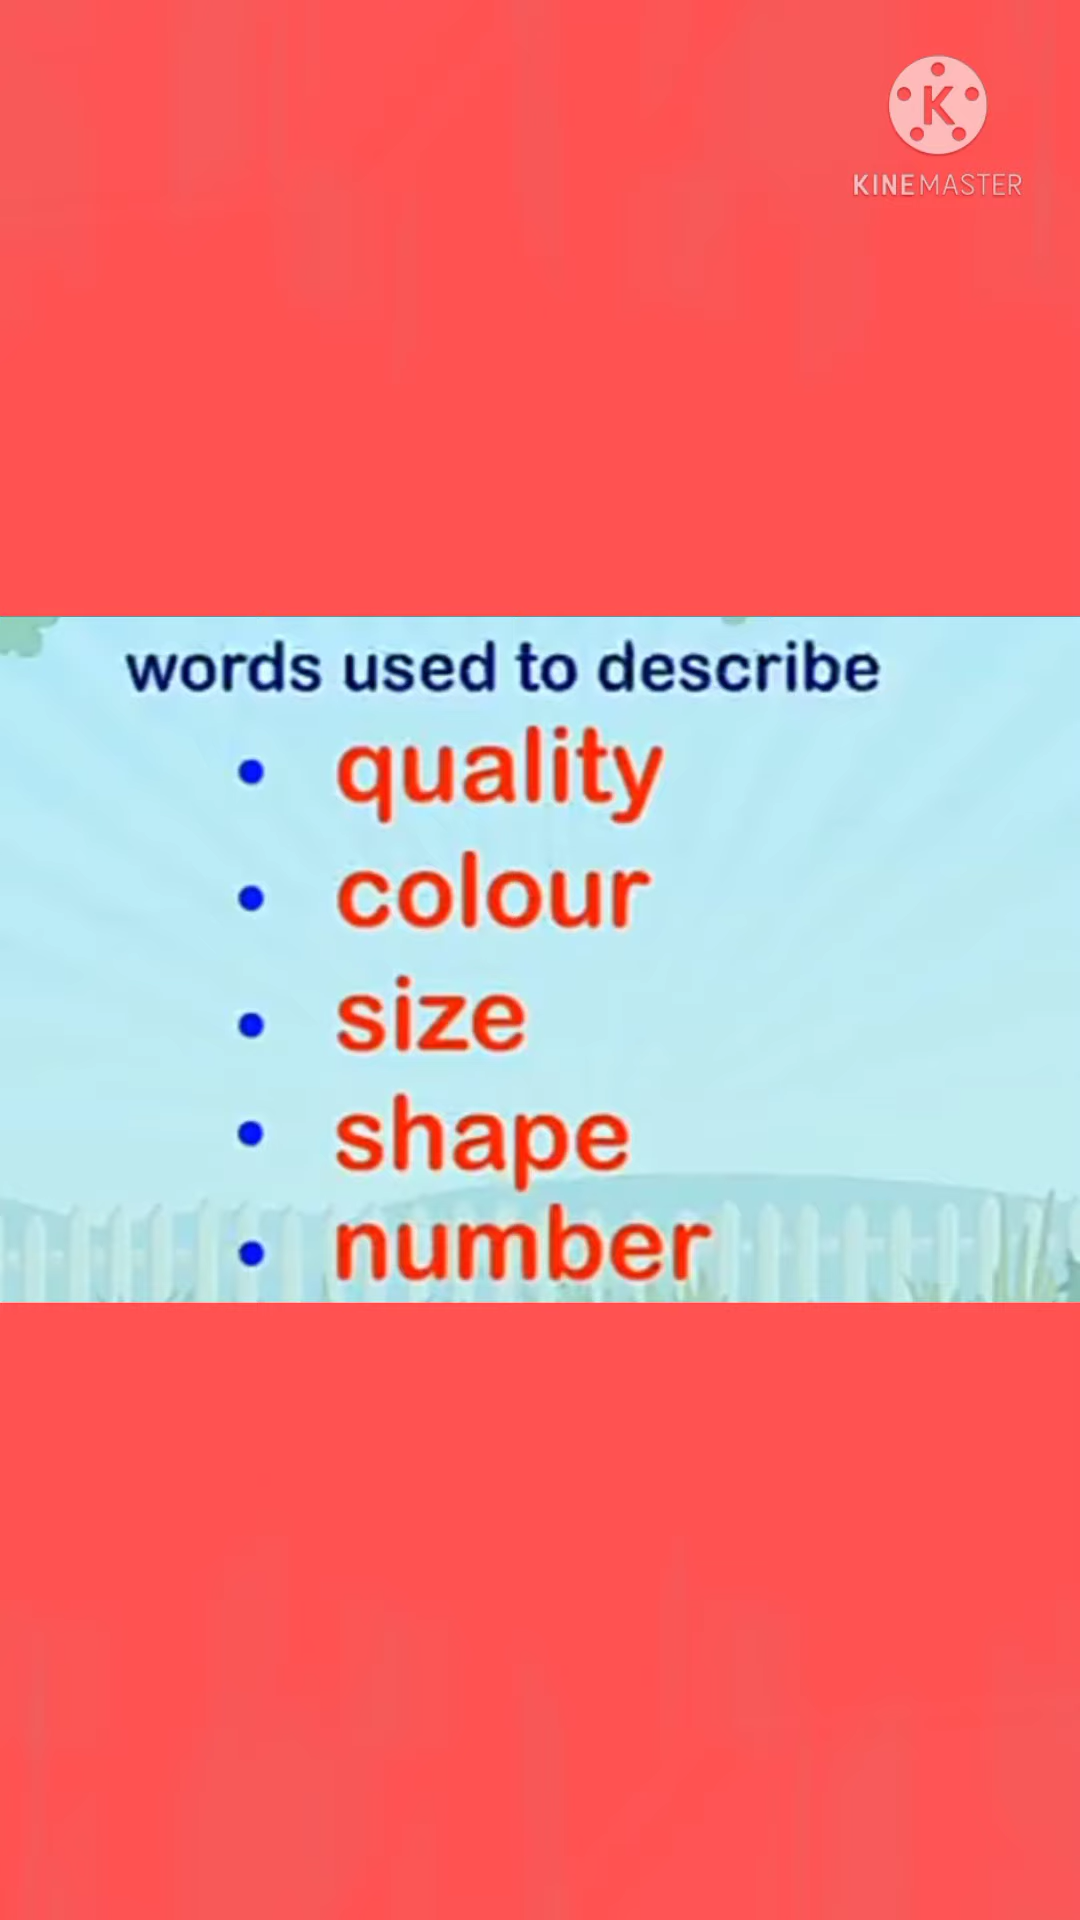 K
KINEMASTER
words used to describe
• quality
• colour
• size
• shape
• number